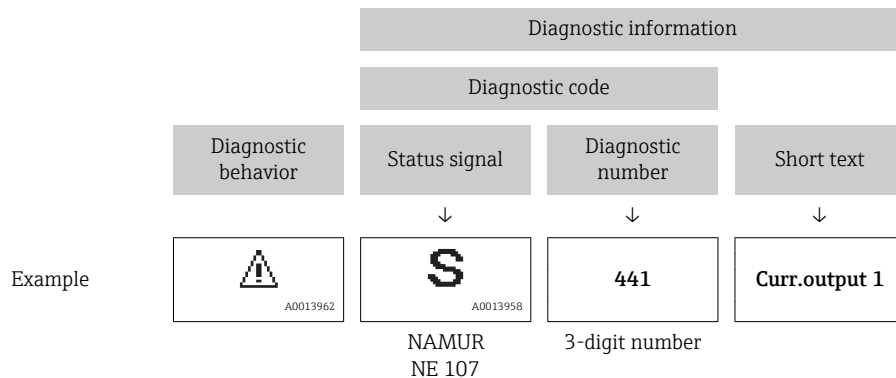 Diagnostic information
Diagnostic code
Diagnostic
behavior
Status signal
Diagnostic
number
Short text
↓ ↓ ↓
Example
⚠
A0013962
S
A0013958
441
Curr.output 1
NAMUR
NE 107
3-digit number